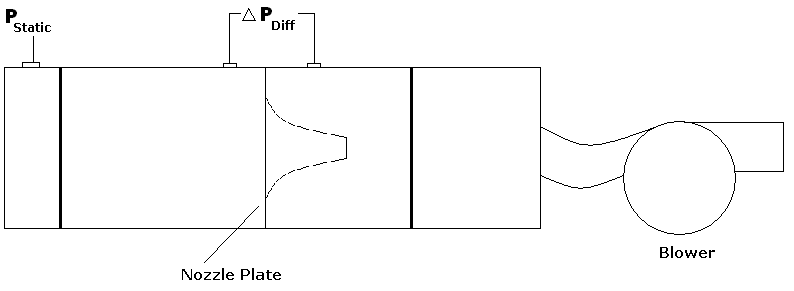 P Static
△ P Diff
Nozzle Plate
Blower